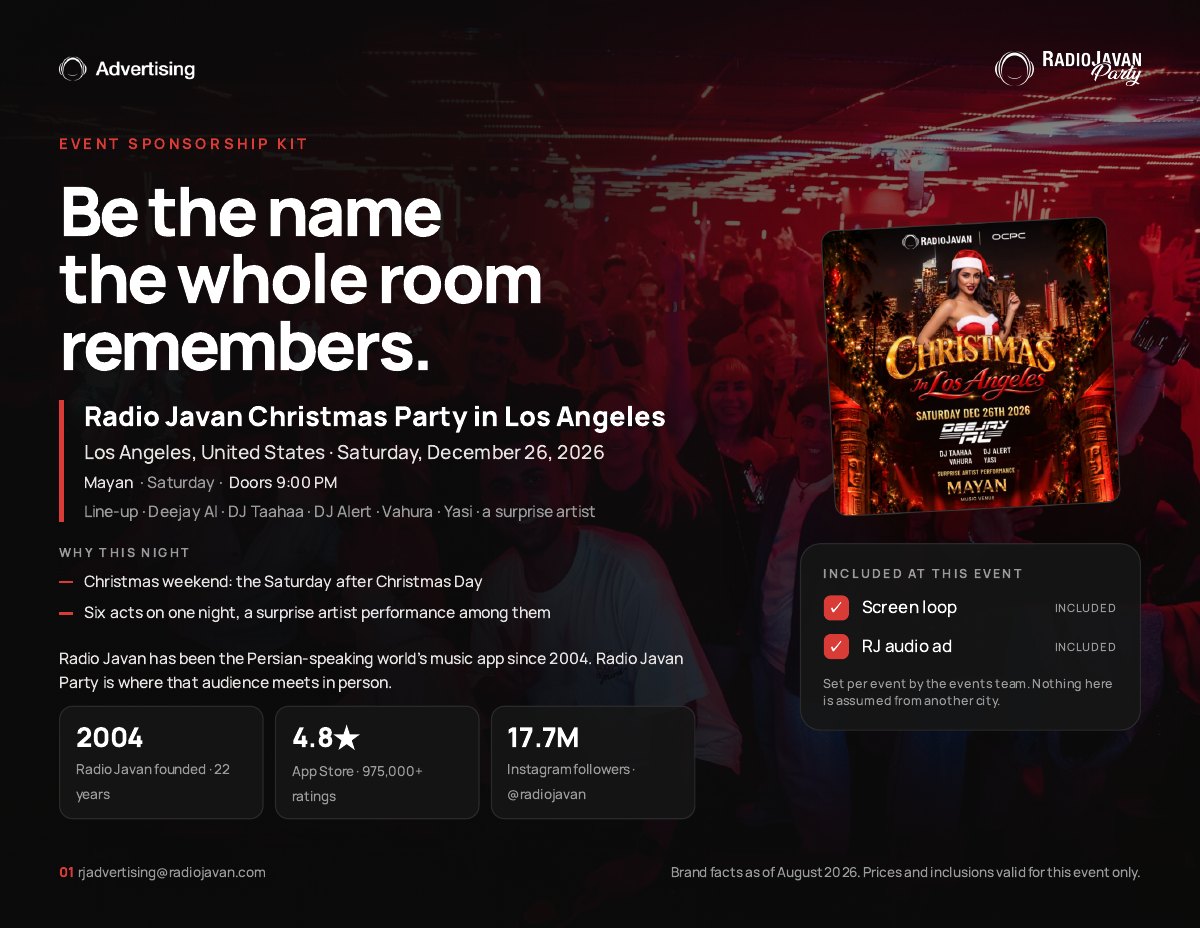 Advertising
RADIOJAVAN
Party
EVENT SPONSORSHIP KIT
Be the name
the whole room
remembers.
Radio Javan Christmas Party in Los Angeles
Los Angeles, United States · Saturday, December 26, 2026
Mayan · Saturday · Doors 9:00 PM
Line-up · Deejay Al · DJ Taahaa · DJ Alert · Vahura · Yasi · a surprise artist
WHY THIS NIGHT
— Christmas weekend: the Saturday after Christmas Day
— Six acts on one night, a surprise artist performance among them
Radio Javan has been the Persian-speaking world's music app since 2004. Radio Javan
Party is where that audience meets in person.
2004
Radio Javan founded · 22
years
4.8★
App Store · 975,000+
ratings
17.7M
Instagram followers ·
@radiojavan
RADIOJAVAN | OCPC
CHRISTMAS
In Los Angeles
SATURDAY DEC 26TH 2026
DEEJAY
AL
DJ TAAHAA DJ ALERT
VAHURA YASI
SURPRISE ARTIST PERFORMANCE
MAYAN
MUSIC VENUE
INCLUDED AT THIS EVENT
✓ Screen loop INCLUDED
✓ RJ audio ad INCLUDED
Set per event by the events team. Nothing here
is assumed from another city.
01 rjadvertising@radiojavan.com
Brand facts as of August 2026. Prices and inclusions valid for this event only.